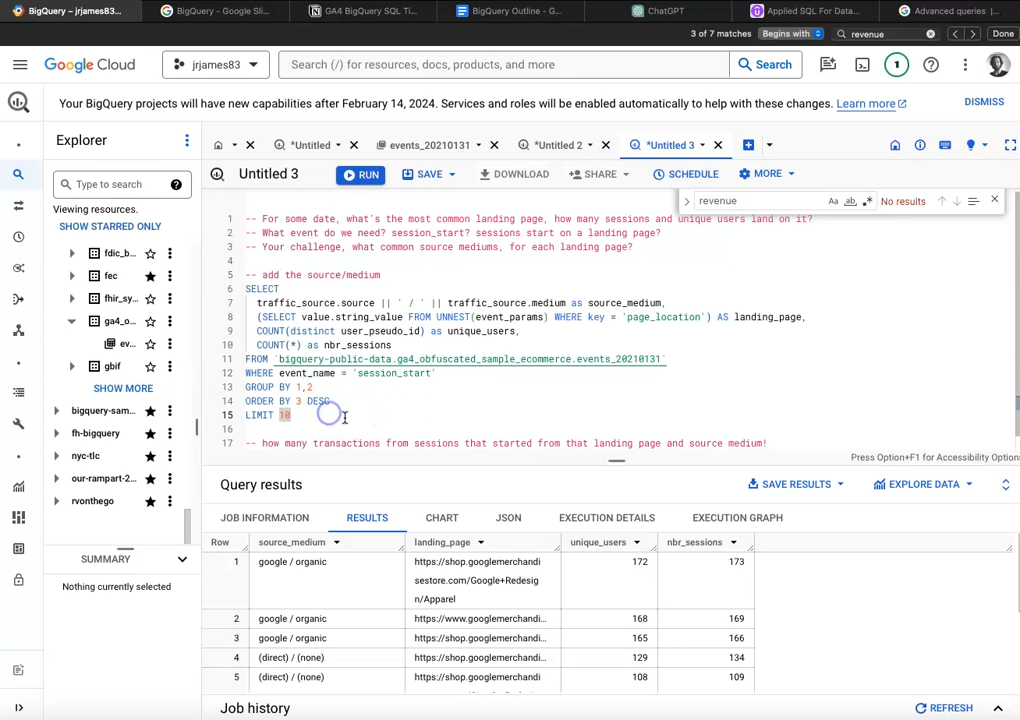 BigQuery – jrjames83...
BigQuery - Google Sli...
GA4 BigQuery SQL Ti...
BigQuery Outline - G...
ChatGPT
Applied SQL For Data...
Advanced queries |...
3 of 7 matches
Begins with
revenue
Done
Google Cloud
jrjames83
Search (/) for resources, docs, products, and more
Search
1
Your BigQuery projects will have new capabilities after February 14, 2024. Services and roles will be enabled automatically to help with these changes. Learn more
DISMISS
Explorer
*Untitled
events_20210131
*Untitled 2
*Untitled 3
Untitled 3
RUN
SAVE
DOWNLOAD
SHARE
SCHEDULE
MORE
Type to search
Viewing resources.
SHOW STARRED ONLY
fdic_b...
fec
fhir_sy...
ga4_o...
ev...
gbif
SHOW MORE
bigquery-sam...
fh-bigquery
nyc-tlc
our-rampart-2...
rvonthego
SUMMARY
Nothing currently selected
revenue
Aa
ab
No results
1 -- For some date, what's the most common landing page, how many sessions and unique users land on it?
2 -- What event do we need? session_start? sessions start on a landing page?
3 -- Your challenge, what common source mediums, for each landing page?
4
5 -- add the source/medium
6 SELECT
7 traffic_source.source || ' / ' || traffic_source.medium as source_medium,
8 (SELECT value.string_value FROM UNNEST(event_params) WHERE key = 'page_location') AS landing_page,
9 COUNT(distinct user_pseudo_id) as unique_users,
10 COUNT(*) as nbr_sessions
11 FROM `bigquery-public-data.ga4_obfuscated_sample_ecommerce.events_20210131`
12 WHERE event_name = 'session_start'
13 GROUP BY 1,2
14 ORDER BY 3 DESC
15 LIMIT 10
16
17 -- how many transactions from sessions that started from that landing page and source medium!
Press Option+F1 for Accessibility Option
Query results
SAVE RESULTS
EXPLORE DATA
JOB INFORMATION
RESULTS
CHART
JSON
EXECUTION DETAILS
EXECUTION GRAPH
Row source_medium landing_page unique_users nbr_sessions
1 google / organic https://shop.googlemerchandi 172 173
sestore.com/Google+Redesig
n/Apparel
2 google / organic https://www.googlemerchandi... 168 169
3 google / organic https://shop.googlemerchandi... 165 166
4 (direct) / (none) https://shop.googlemerchandi... 129 134
5 (direct) / (none) https://shop.googlemerchandi 108 109
Job history
REFRESH